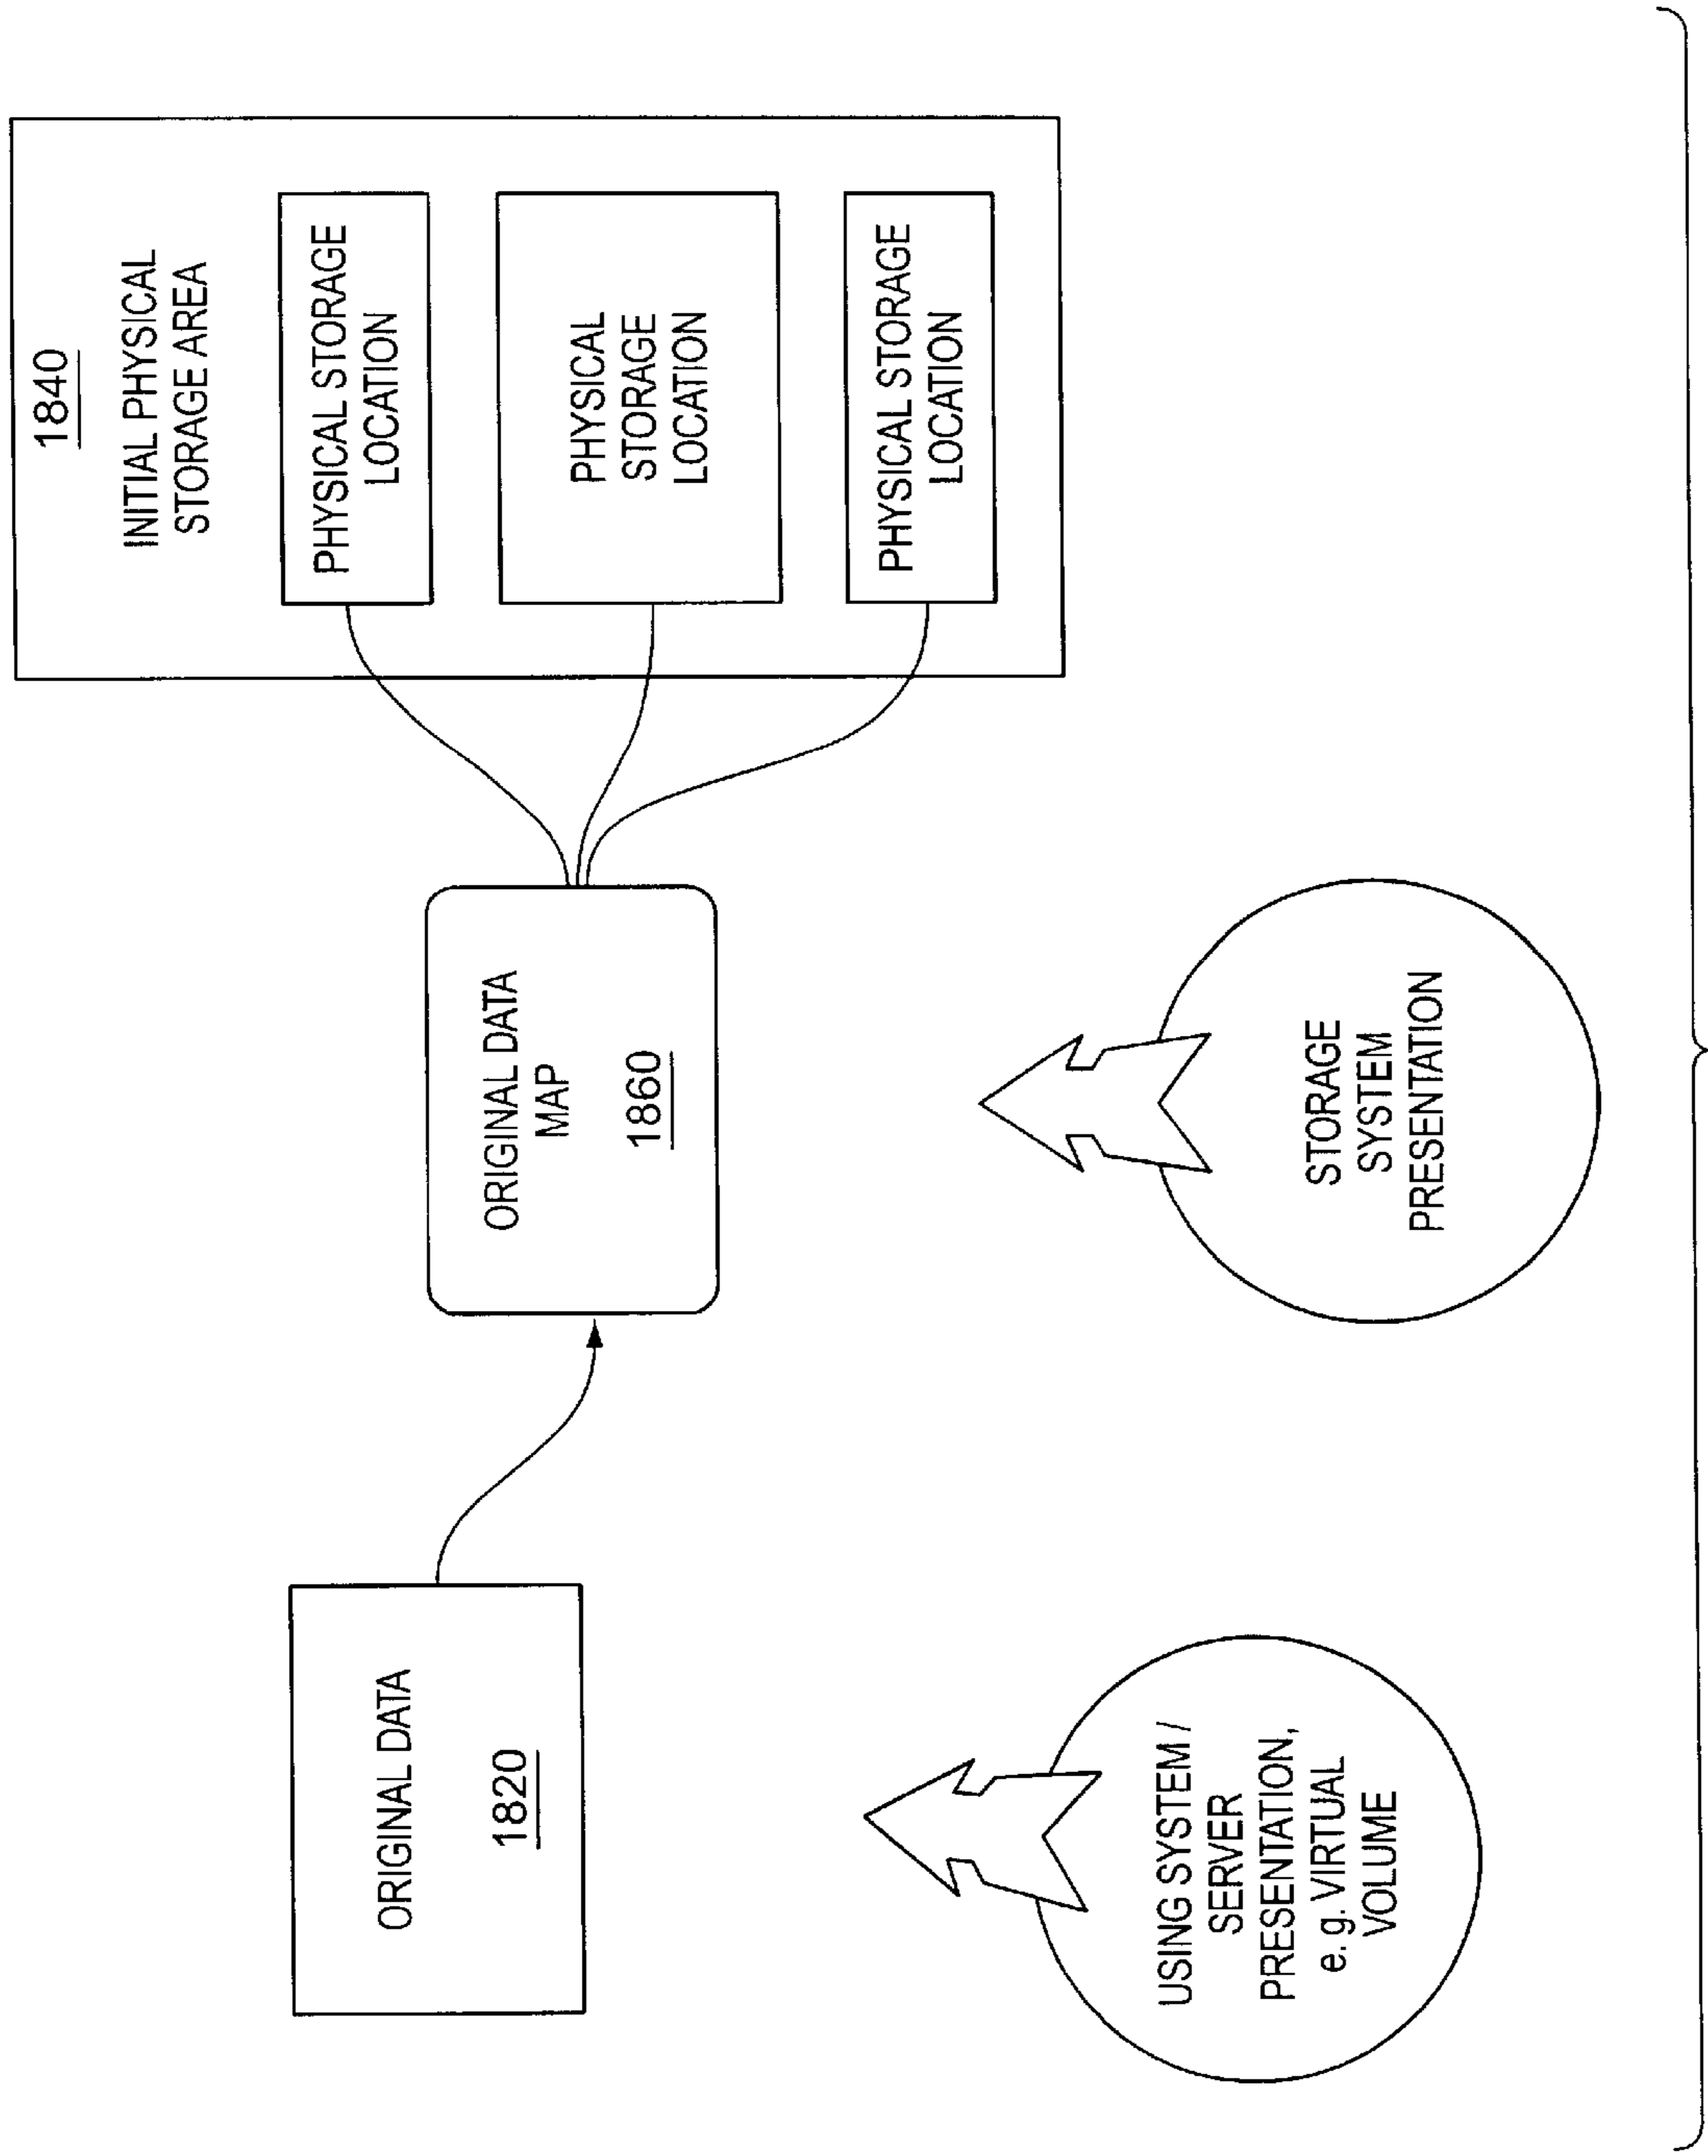 1840
INITIAL PHYSICAL
STORAGE AREA
PHYSICAL STORAGE
LOCATION
PHYSICAL
STORAGE
LOCATION
PHYSICAL STORAGE
LOCATION
ORIGINAL DATA
MAP
1860
ORIGINAL DATA
1820
STORAGE
SYSTEM
PRESENTATION
USING SYSTEM /
SERVER
PRESENTATION,
e.g. VIRTUAL
VOLUME